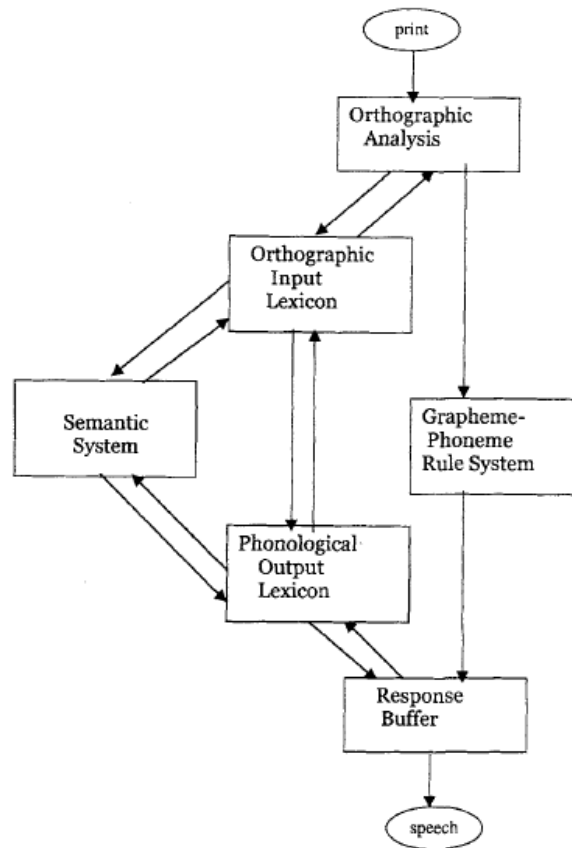 print
Orthographic
Analysis
Orthographic
Input
Lexicon
Semantic
System
Grapheme-
Phoneme
Rule System
Phonological
Output
Lexicon
Response
Buffer
speech